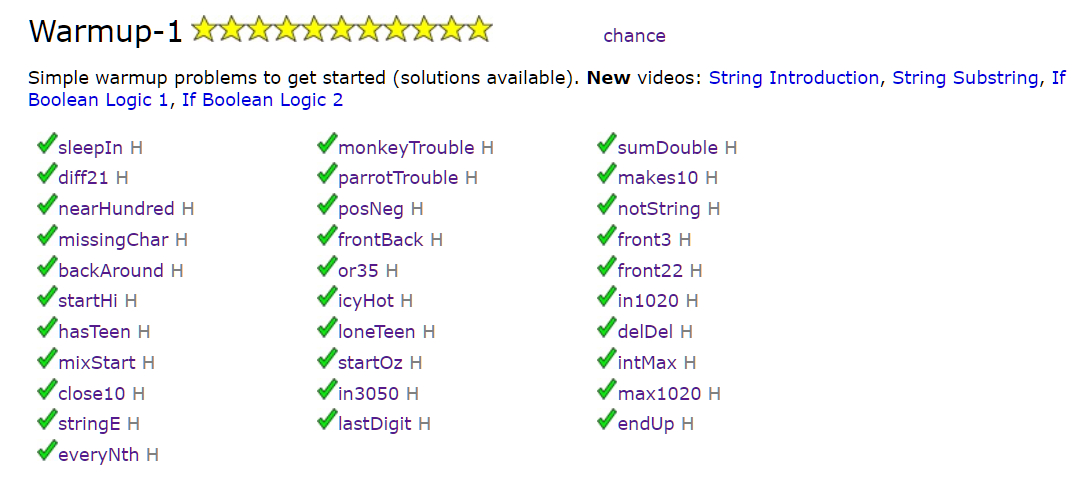 Warmup-1 chance
Simple warmup problems to get started (solutions available). New videos: String Introduction, String Substring, If
Boolean Logic 1, If Boolean Logic 2
sleepIn H monkeyTrouble H sumDouble H
diff21 H parrotTrouble H makes10 H
nearHundred H posNeg H notString H
missingChar H frontBack H front3 H
backAround H or35 H front22 H
startHi H icyHot H in1020 H
hasTeen H loneTeen H delDel H
mixStart H startOz H intMax H
close10 H in3050 H max1020 H
stringE H lastDigit H endUp H
everyNth H